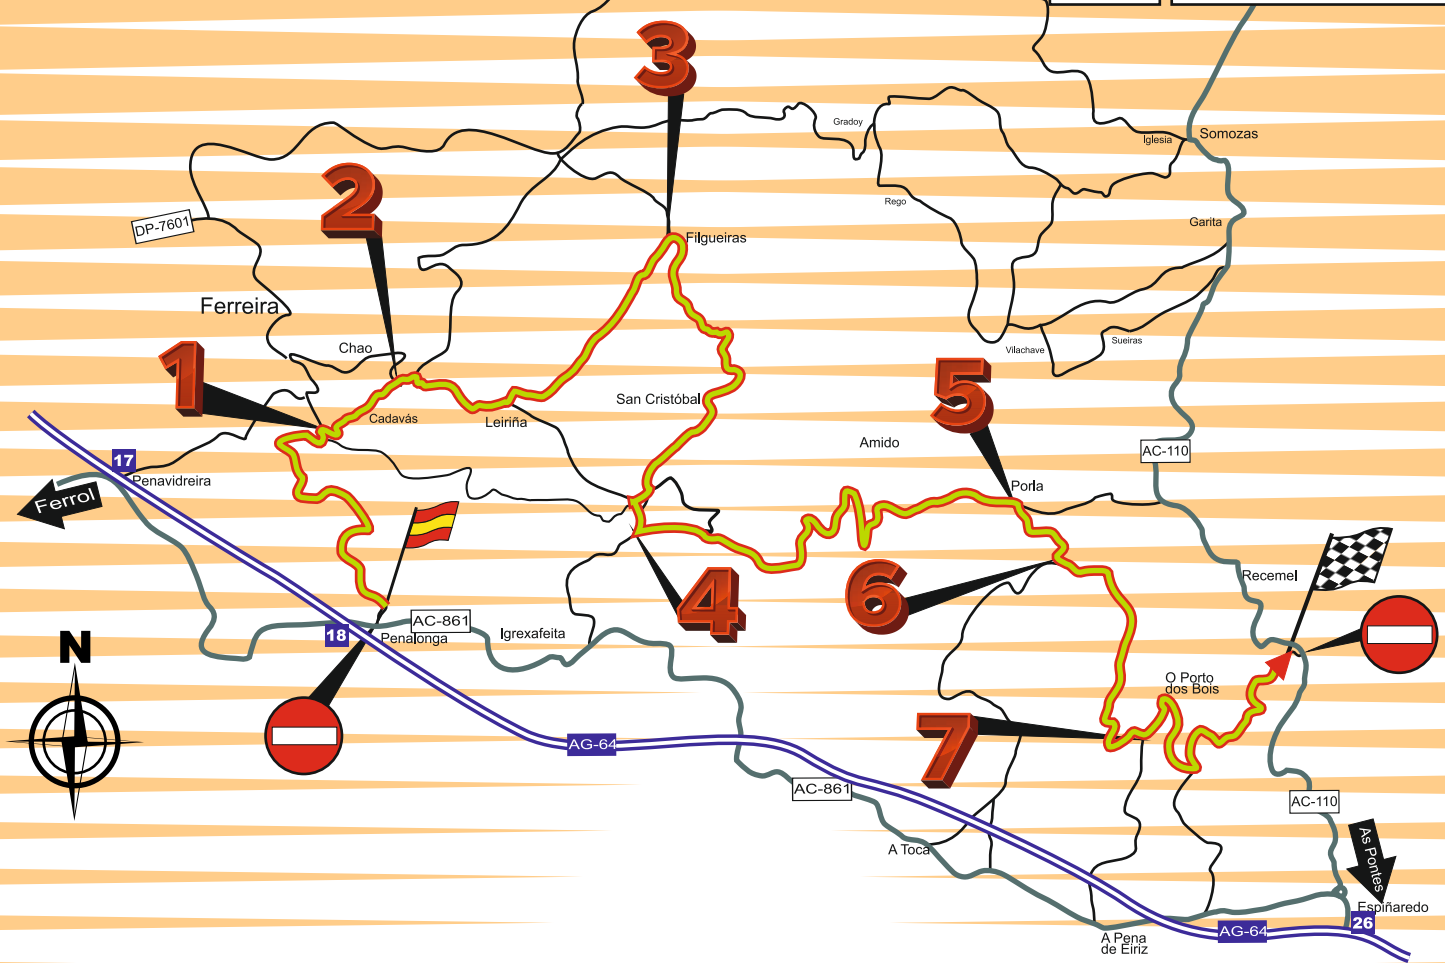 3
Gradoy
Iglesia
Somozas
2
Rego
DP-7601
Garita
Filgueiras
Ferreira
Chao
Vilachave
Sueiras
1
5
San Cristóbal
Cadavás
Leiriña
Amido
AC-110
17
Penavidreira
Ferrol
Porla
4
6
Recemel
AC-861
18
Penalonga
Igrexafeita
N
O Porto
dos Bois
7
AG-64
AC-861
AC-110
A Toca
As Pontes
Espiñaredo
26
AG-64
A Pena
de Eiriz